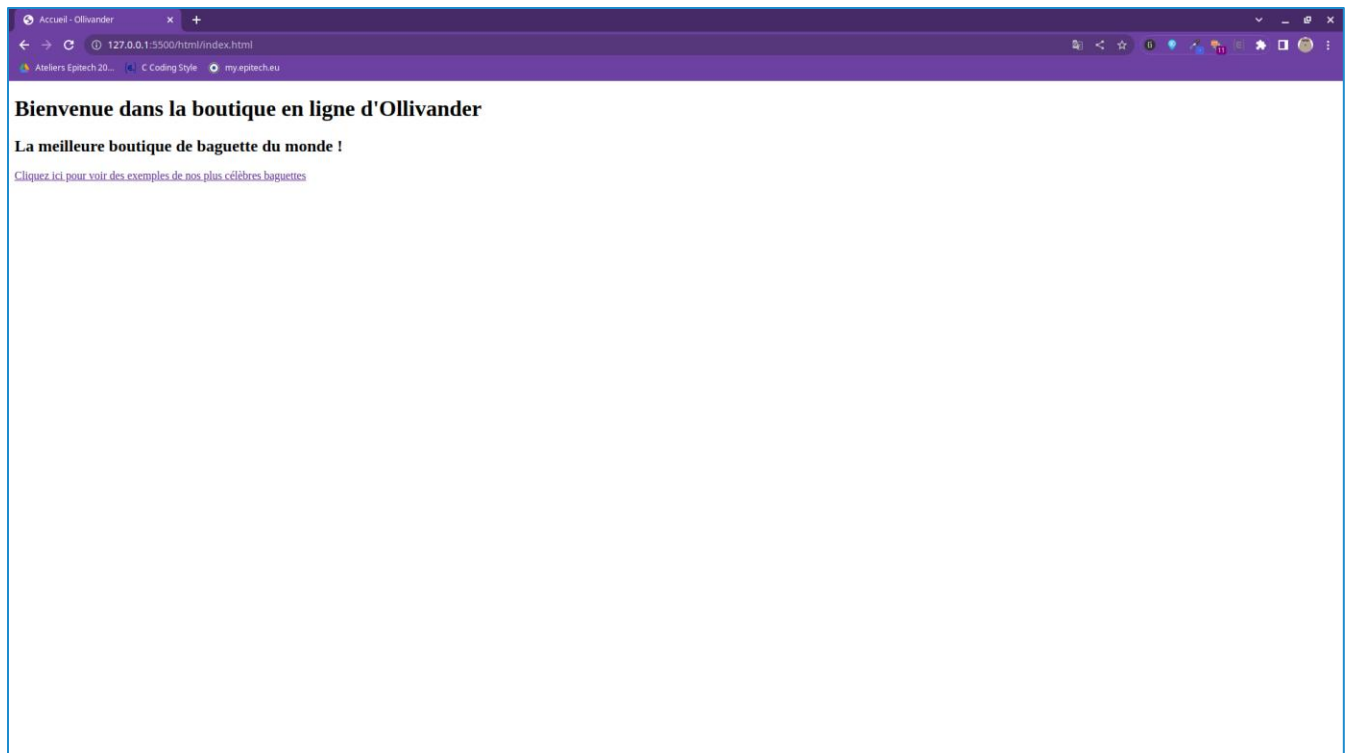 Accueil - Ollivander
127.0.0.1:5500/html/index.html
Ateliers Epitech 20... C Coding Style my.epitech.eu
Bienvenue dans la boutique en ligne d'Ollivander
La meilleure boutique de baguette du monde !
Cliquez ici pour voir des exemples de nos plus célèbres baguettes